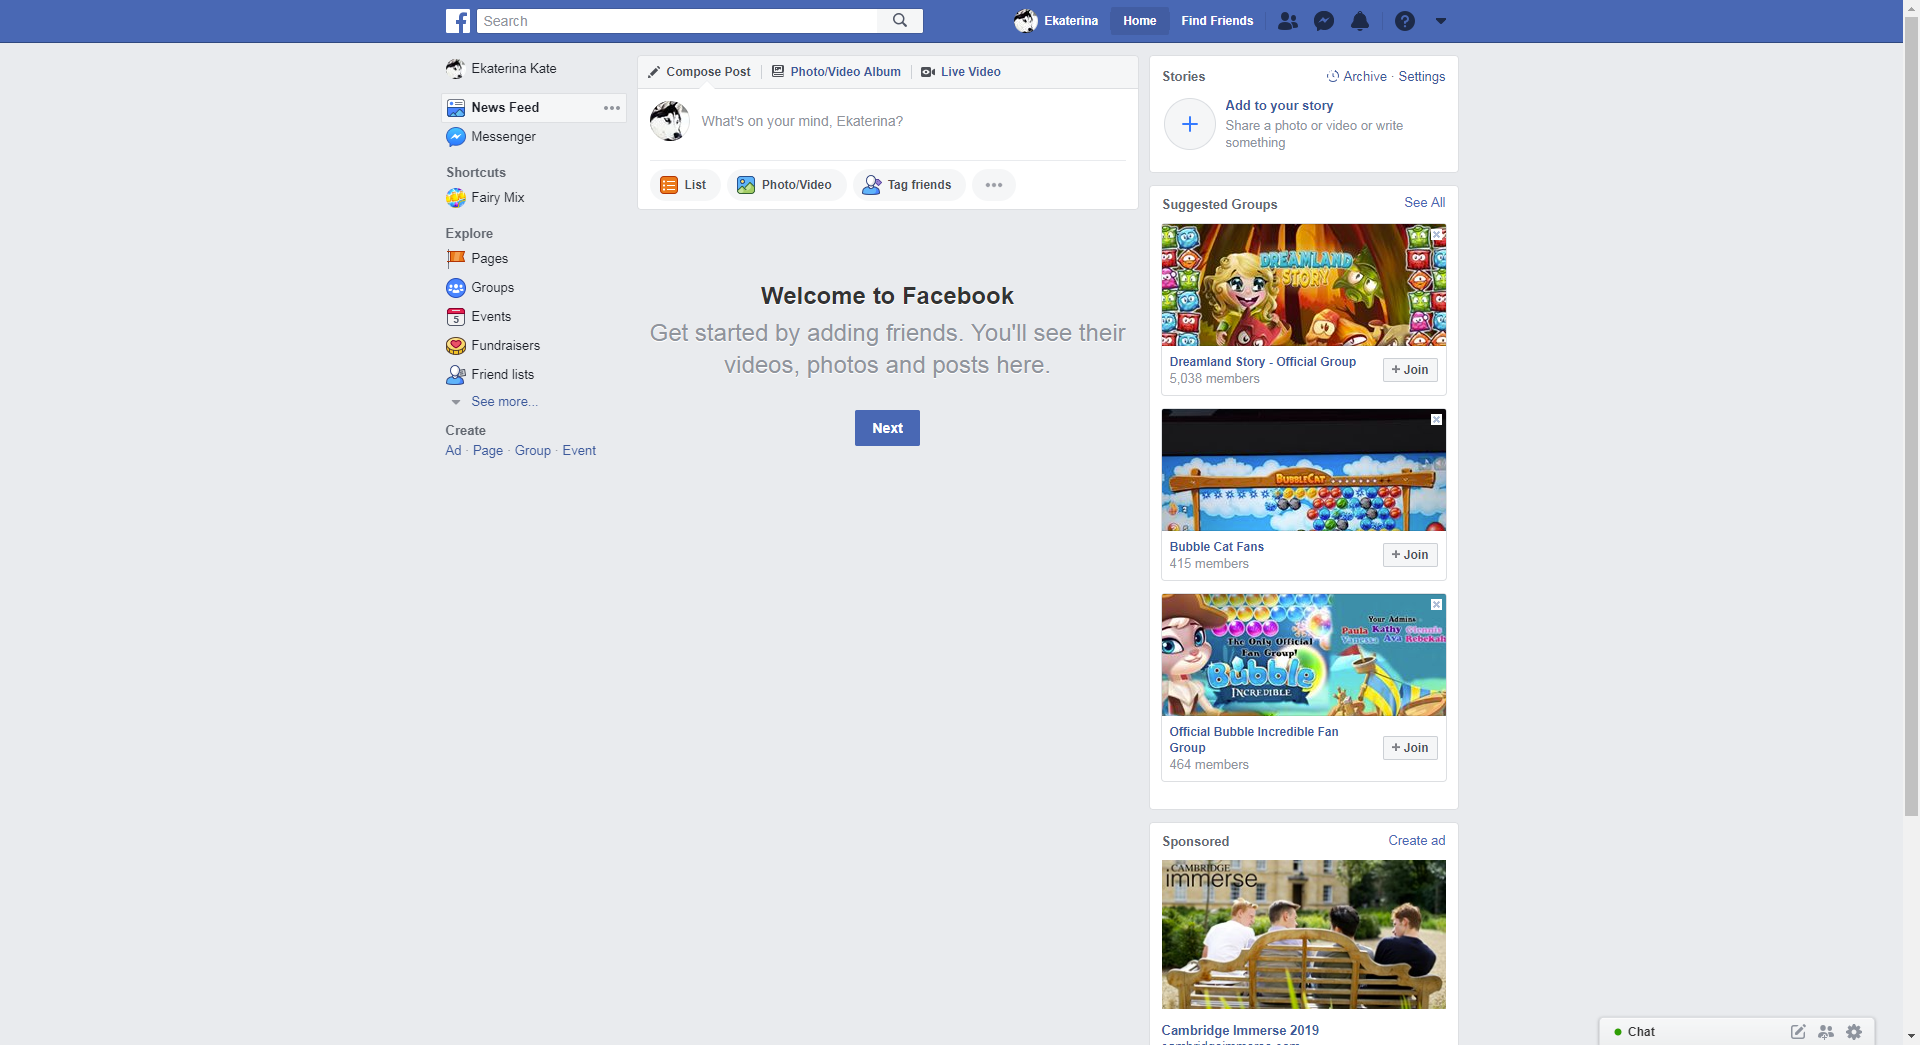 Search
Ekaterina
Home
Find Friends
Ekaterina Kate
News Feed
Messenger
Shortcuts
Fairy Mix
Explore
Pages
Groups
5
Events
Fundraisers
Friend lists
See more...
Create
Ad · Page · Group · Event
Compose Post
Photo/Video Album
Live Video
What's on your mind, Ekaterina?
List
Photo/Video
Tag friends
Welcome to Facebook
Get started by adding friends. You'll see their
videos, photos and posts here.
Next
Stories
Archive · Settings
Add to your story
Share a photo or video or write
something
Suggested Groups
See All
DREAMLAND
STORY
Dreamland Story - Official Group
5,038 members
+ Join
BUBBLECAT
Bubble Cat Fans
415 members
+ Join
Your Admins
Paula Kathy Glennis
Vanessa Ava Rebekah
The Only Official
Fan Group!
Bubble
INCREDIBLE
Official Bubble Incredible Fan
Group
464 members
+ Join
Sponsored
Create ad
CAMBRIDGE
immerse
Cambridge Immerse 2019
Chat